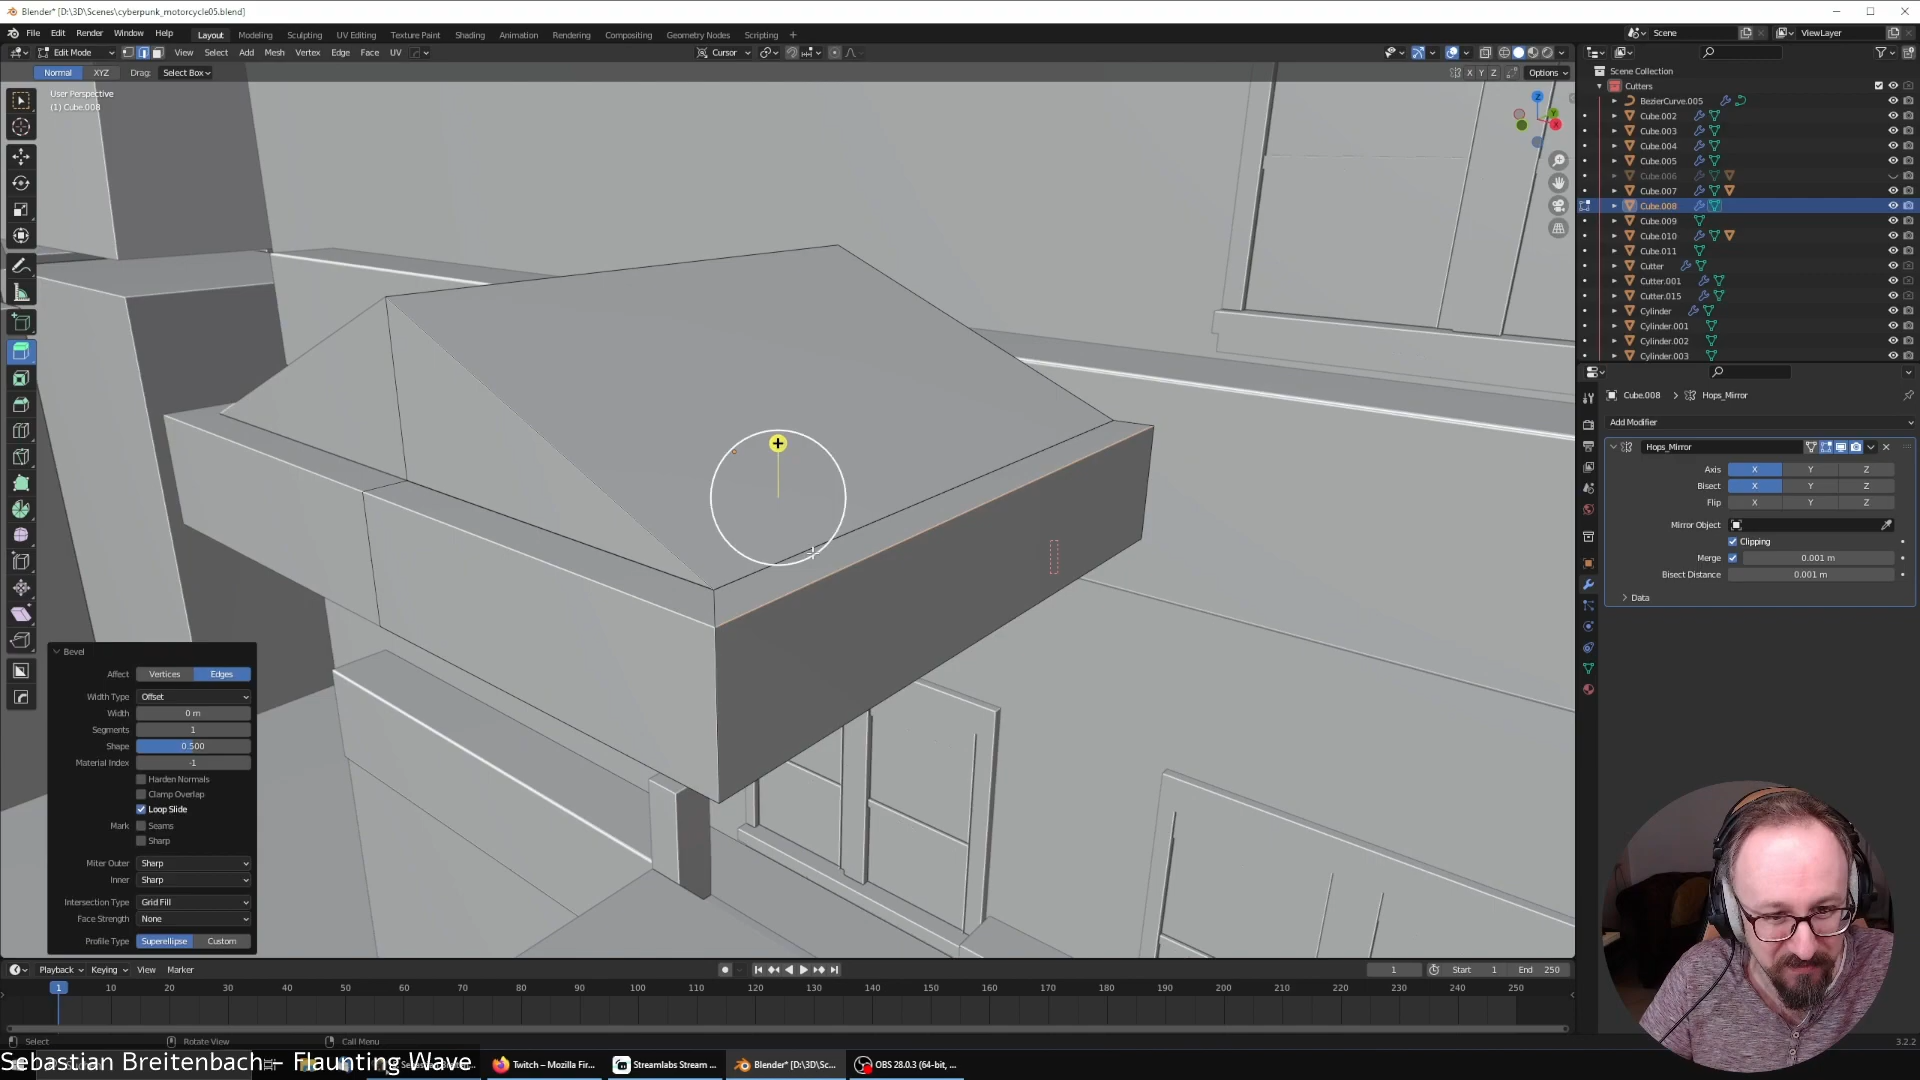 Blender* [D:\3D\Scenes\cyberpunk_motorcycle05.blend]
File Edit Render Window Help Layout Modeling Sculpting UV Editing Texture Paint Shading Animation Rendering Compositing Geometry Nodes Scripting + Scene ViewLayer
Edit Mode View Select Add Mesh Vertex Edge Face UV Cursor
Normal XYZ Drag: Select Box X Y Z Options
User Perspective
(1) Cube.008
Scene Collection
Cutters
BezierCurve.005
Cube.002
Cube.003
Cube.004
Cube.005
Cube.006
Cube.007
Cube.008
Cube.009
Cube.010
Cube.011
Cutter
Cutter.001
Cutter.015
Cylinder
Cylinder.001
Cylinder.002
Cylinder.003
Cube.008 > Hops_Mirror
Add Modifier
Hops_Mirror
Axis X Y Z
Bisect X Y Z
Flip X Y Z
Mirror Object
Clipping
Merge 0.001 m
Bisect Distance 0.001 m
Data
Bevel
Affect Vertices Edges
Width Type Offset
Width 0 m
Segments 1
Shape 0.500
Material Index -1
Harden Normals
Clamp Overlap
Loop Slide
Mark Seams
Sharp
Miter Outer Sharp
Inner Sharp
Intersection Type Grid Fill
Face Strength None
Profile Type Superellipse Custom
Playback Keying View Marker 1 Start 1 End 250
1 10 20 30 40 50 60 70 80 90 100 110 120 130 140 150 160 170 180 190 200 210 220 230 240 250
Select Rotate View Call Menu 3.2.2
Sebastian Breitenbach – Flaunting Wave
Twitch — Mozilla Fir... Streamlabs Stream ... Blender* [D:\3D\Sc... OBS 28.0.3 (64-bit, ...